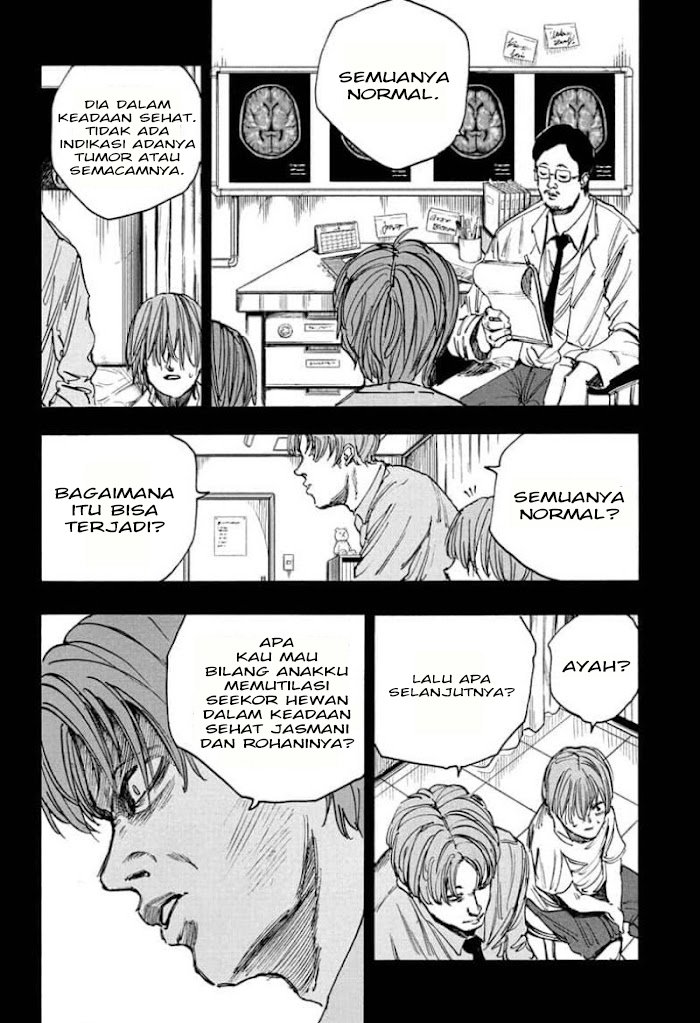 SEMUANYA
NORMAL.
DIA DALAM
KEADAAN SEHAT.
TIDAK ADA
INDIKASI ADANYA
TUMOR ATAU
SEMACAMNYA.
SEMUANYA
NORMAL?
BAGAIMANA
ITU BISA
TERJADI?
APA
KAU MAU
BILANG ANAKKU
MEMUTILASI
SEEKOR HEWAN
DALAM KEADAAN
SEHAT JASMANI
DAN ROHANINYA?
AYAH?
LALU APA
SELANJUTNYA?